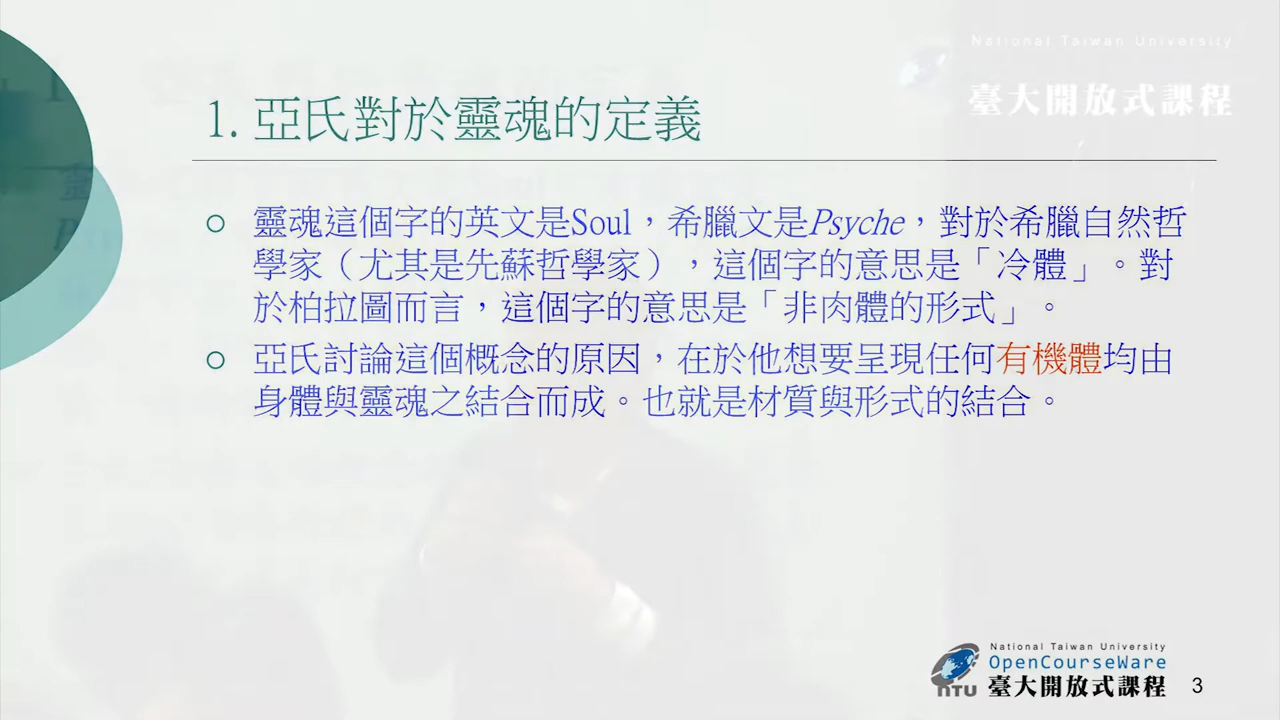 National Taiwan University
臺大開放式課程
1. 亞氏對於靈魂的定義
靈魂這個字的英文是Soul，希臘文是Psyche，對於希臘自然哲
學家（尤其是先蘇哲學家），這個字的意思是「冷體」。對
於柏拉圖而言，這個字的意思是「非肉體的形式」。
亞氏討論這個概念的原因，在於他想要呈現任何有機體均由
身體與靈魂之結合而成。也就是材質與形式的結合。
National Taiwan University
OpenCourseWare
NTU 臺大開放式課程
3